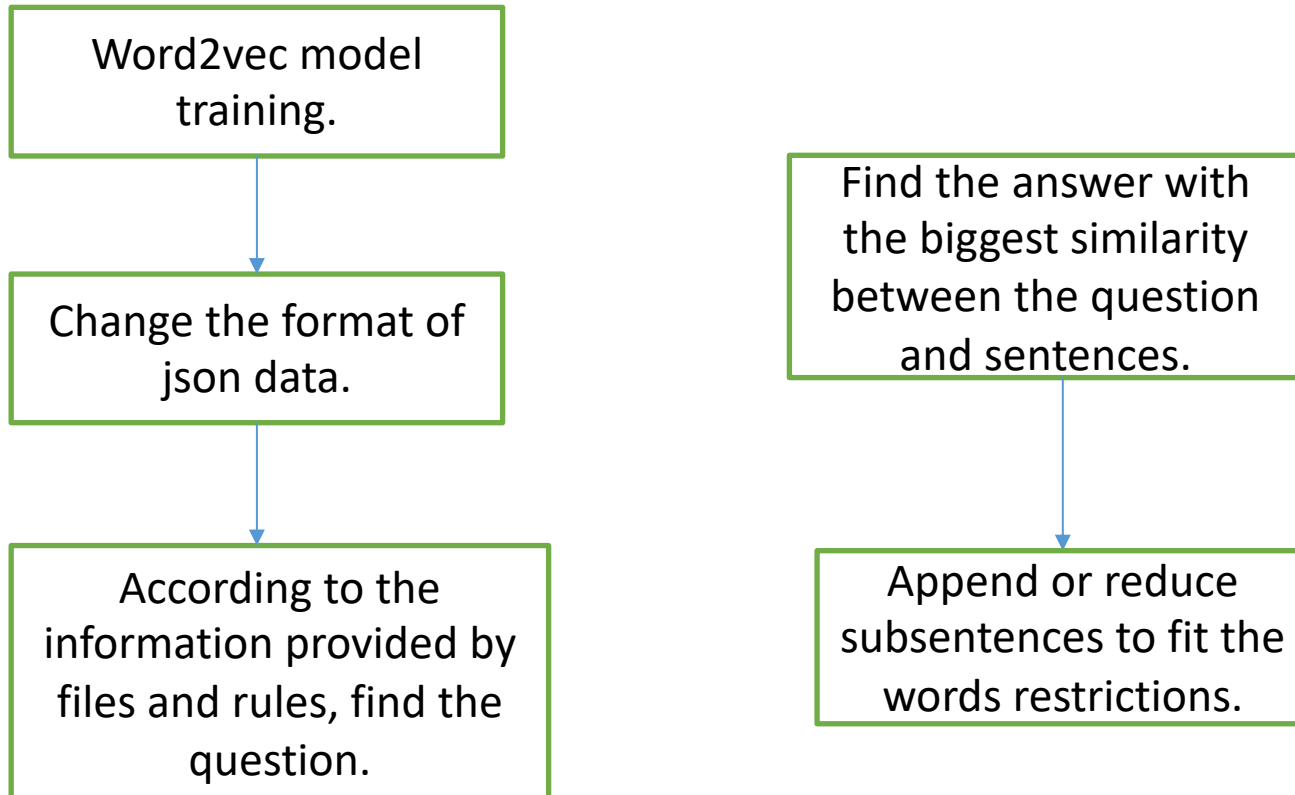 Word2vec model
training.
Change the format of
json data.
According to the
information provided by
files and rules, find the
question.
Find the answer with
the biggest similarity
between the question
and sentences.
Append or reduce
subsentences to fit the
words restrictions.